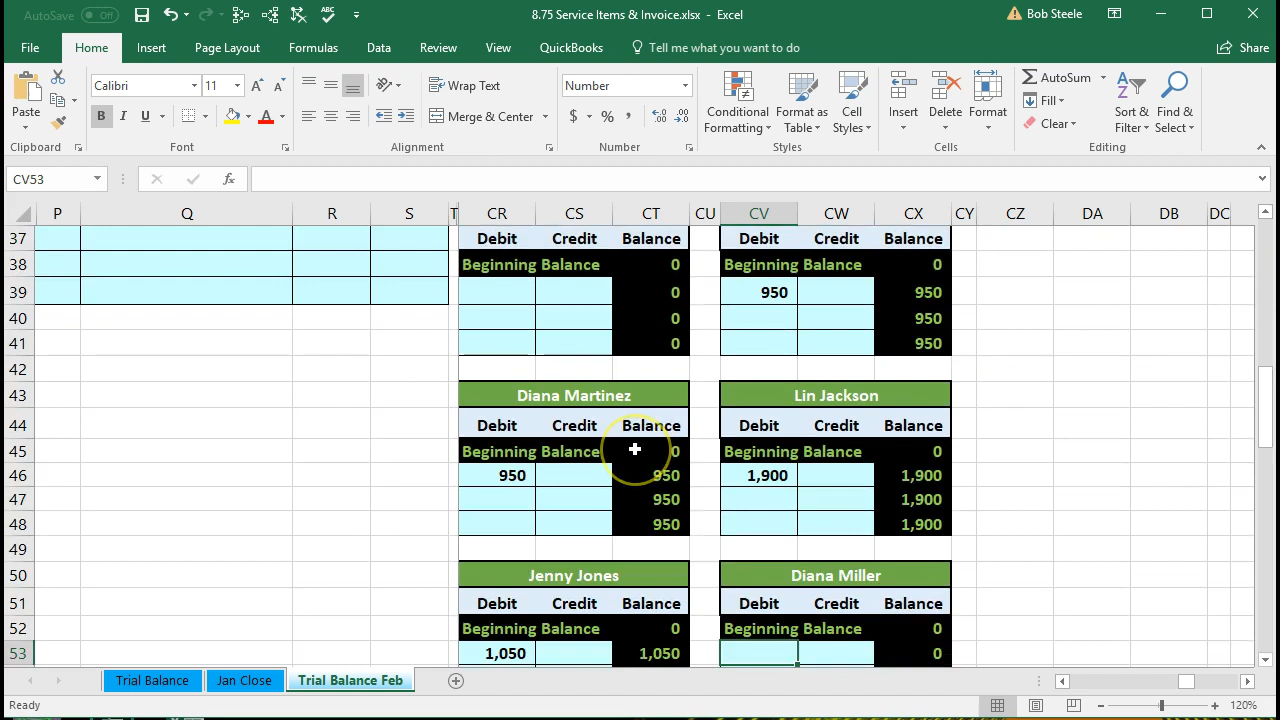 AutoSave Off 8.75 Service Items & Invoice.xlsx - Excel Bob Steele
File Home Insert Page Layout Formulas Data Review View QuickBooks Tell me what you want to do Share
Paste Calibri 11 A A Wrap Text Number Conditional Formatting Format as Table Cell Styles Insert Delete Format AutoSum Sort & Filter Find & Select
B I U A Merge & Center $ % , Fill
Clear
Clipboard Font Alignment Number Styles Cells Editing
CV53 fx
P Q R S T CR CS CT CU CV CW CX CY CZ DA DB DC
37 Debit Credit Balance Debit Credit Balance
38 Beginning Balance 0 Beginning Balance 0
39 0 950 950
40 0 950
41 0 950
42
43 Diana Martinez Lin Jackson
44 Debit Credit Balance Debit Credit Balance
45 Beginning Balance 0 Beginning Balance 0
46 950 950 1,900 1,900
47 950 1,900
48 950 1,900
49
50 Jenny Jones Diana Miller
51 Debit Credit Balance Debit Credit Balance
52 Beginning Balance 0 Beginning Balance 0
53 1,050 1,050 0
Trial Balance Jan Close Trial Balance Feb
Ready 120%